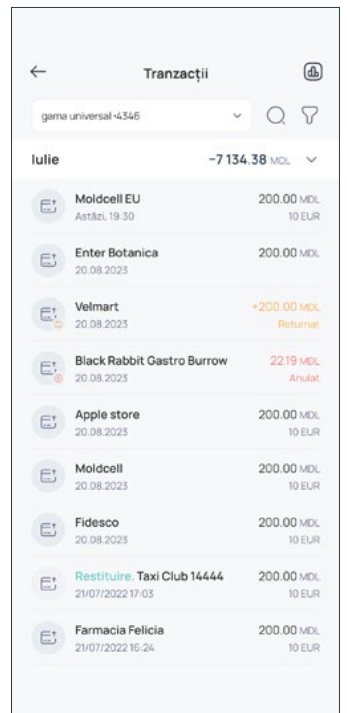 Tranzacții
gama universal •4346
Iulie −7 134.38 MDL
Moldcell EU 200.00 MDL
Astăzi, 19:30 10 EUR
Enter Botanica 200.00 MDL
20.08.2023
Velmart +200.00 MDL
20.08.2023 Returnat
Black Rabbit Gastro Burrow 22.19 MDL
20.08.2023 Anulat
Apple store 200.00 MDL
20.08.2023 10 EUR
Moldcell 200.00 MDL
20.08.2023 10 EUR
Fidesco 200.00 MDL
20.08.2023 10 EUR
Restituire. Taxi Club 14444 200.00 MDL
21/07/2022 17:03 10 EUR
Farmacia Felicia 200.00 MDL
21/07/2022 16:24 10 EUR